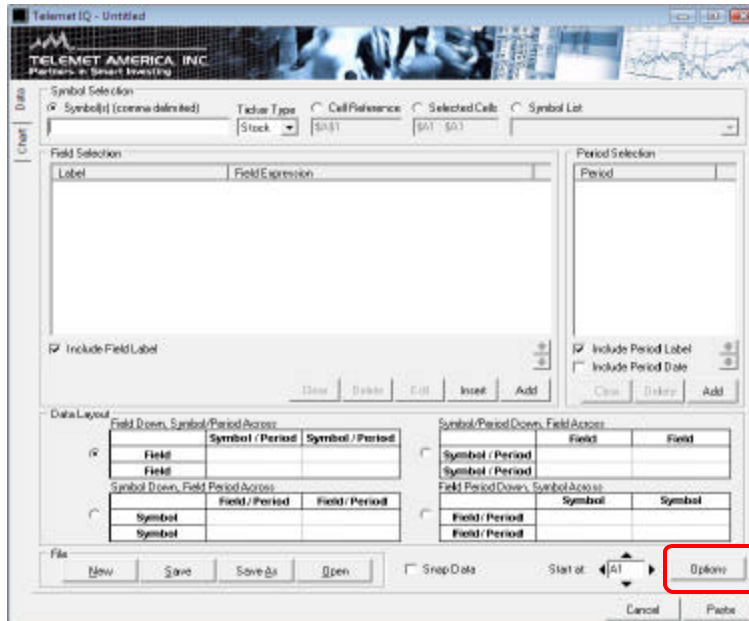 Telemet IQ - Untitled
TELEMET AMERICA, INC
Partners in Smart Investing
Data
Chart
Symbol Selection
Symbol(s) (comma delimited)
Ticker Type
Cell Reference
Selected Cells
Symbol List
Stock
$A$1
$A1 : $A1
Field Selection
Label
Field Expression
Period Selection
Period
Include Field Label
Include Period Label
Include Period Date
Clear
Delete
Edit
Insert
Add
Clear
Delete
Add
Data Layout
Field Down, Symbol/Period Across
Symbol / Period
Symbol / Period
Field
Field
Symbol/Period Down, Field Across
Field
Field
Symbol / Period
Symbol / Period
Symbol Down, Field Period Across
Field / Period
Field / Period
Symbol
Symbol
Field Period Down, Symbol Across
Symbol
Symbol
Field / Period
Field / Period
File
New
Save
Save As
Open
Snap Data
Start at:
A1
Options
Cancel
Paste